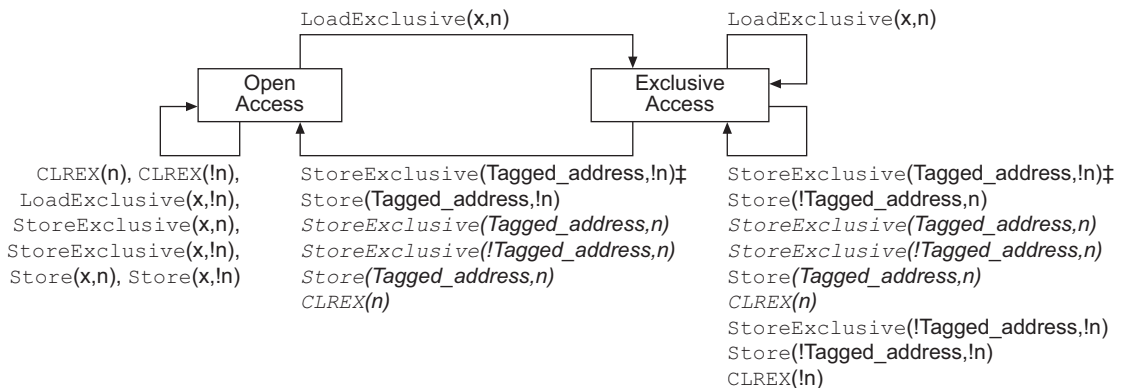 LoadExclusive(x,n)
LoadExclusive(x,n)
Open
Access
Exclusive
Access
CLREX(n), CLREX(!n),
LoadExclusive(x,!n),
StoreExclusive(x,n),
StoreExclusive(x,!n),
Store(x,n), Store(x,!n)
StoreExclusive(Tagged_address,!n)‡
Store(Tagged_address,!n)
StoreExclusive(Tagged_address,n)
StoreExclusive(!Tagged_address,n)
Store(Tagged_address,n)
CLREX(n)
StoreExclusive(Tagged_address,!n)‡
Store(!Tagged_address,n)
StoreExclusive(Tagged_address,n)
StoreExclusive(!Tagged_address,n)
Store(Tagged_address,n)
CLREX(n)
StoreExclusive(!Tagged_address,!n)
Store(!Tagged_address,!n)
CLREX(!n)